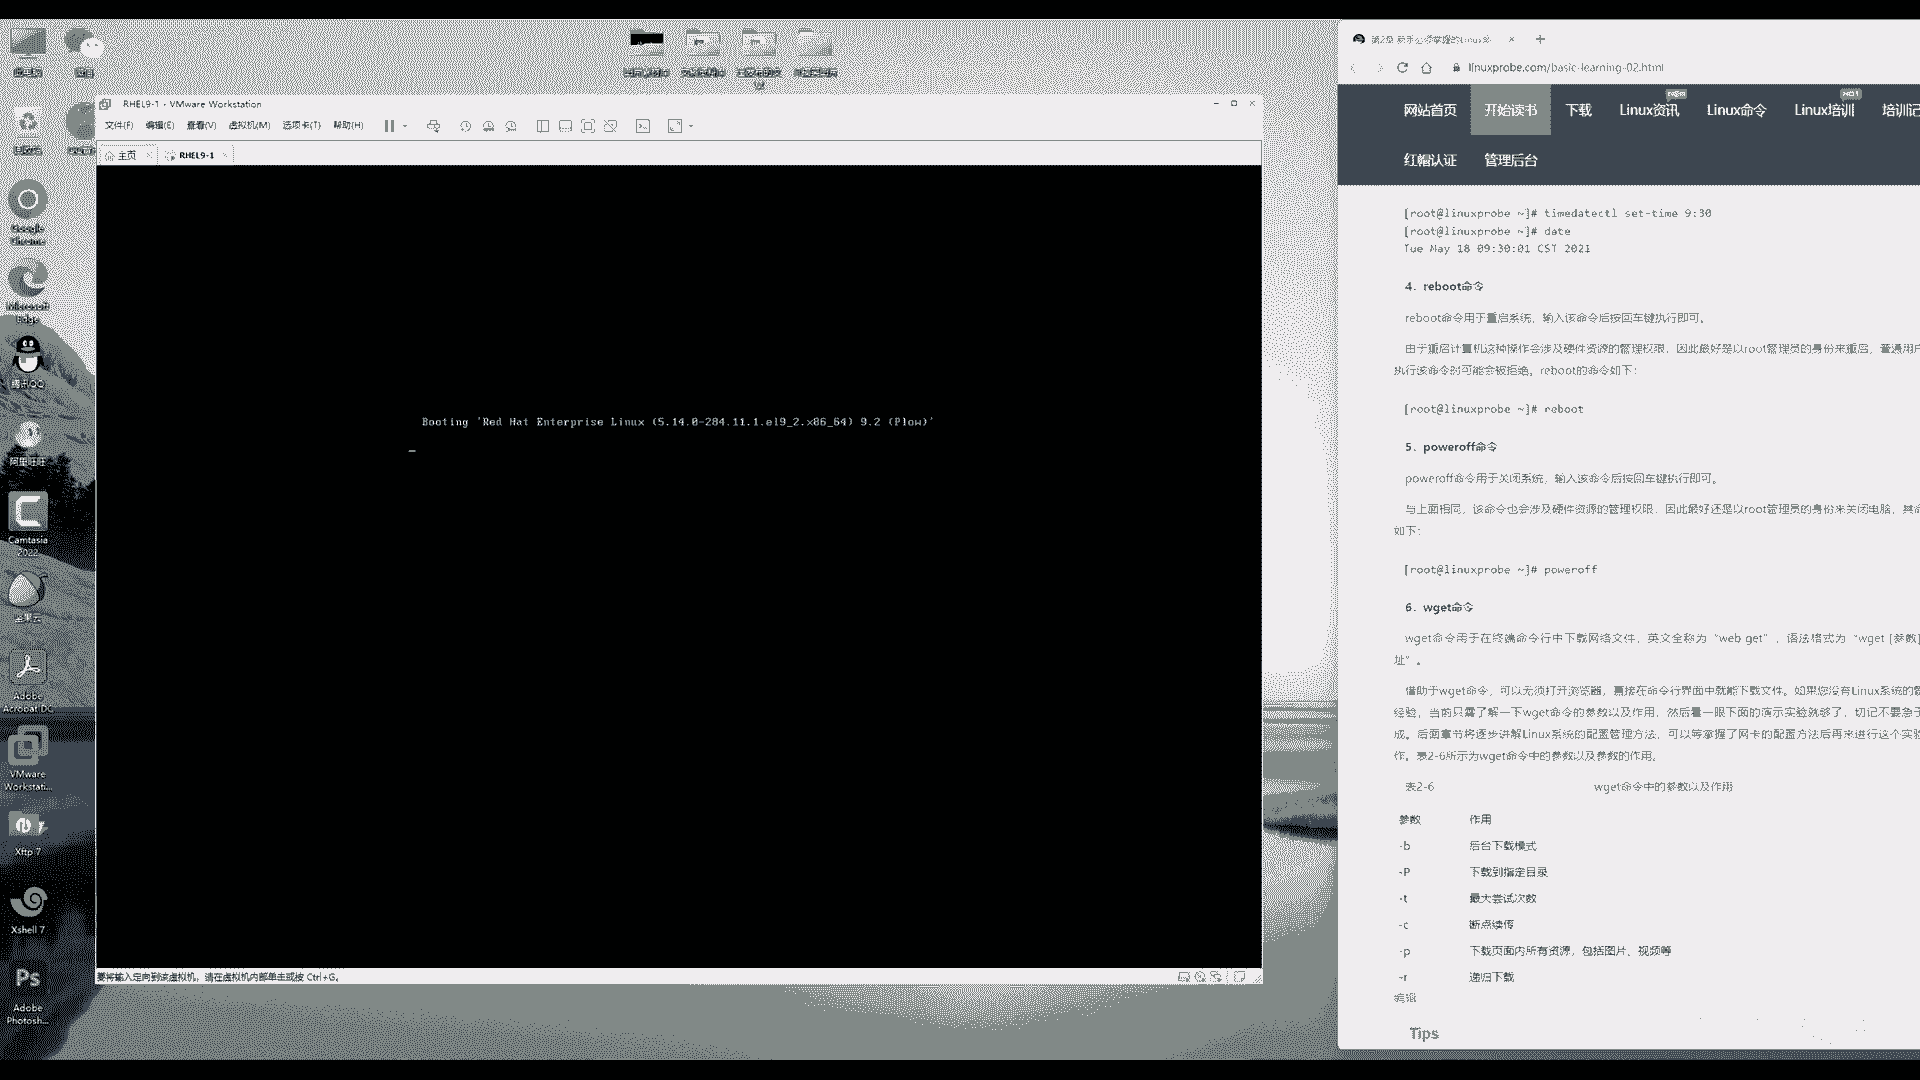 Google
Chrome
Microsoft
Edge
腾讯QQ
阿里旺旺
Camtasia
2022
坚果云
Adobe
Acrobat DC
VMware
Workstati...
Xftp 7
Xshell 7
Adobe
Photosh...
RHEL9-1 - VMware Workstation
文件(F) 编辑(E) 查看(V) 虚拟机(M) 选项卡(T) 帮助(H)
主页 RHEL9-1
Booting 'Red Hat Enterprise Linux (5.14.0-284.11.1.el9_2.x86_64) 9.2 (Plow)'
要将输入定向到该虚拟机，请在虚拟机内部单击或按 Ctrl+G。
linuxprobe.com/basic-learning-02.html
网站首页 开始读书 下载 Linux资讯 Linux命令 Linux培训 培训记
红帽认证 管理后台
[root@linuxprobe ~]# timedatectl set-time 9:30
[root@linuxprobe ~]# date
Tue May 18 09:30:01 CST 2021
4．reboot命令
reboot命令用于重启系统，输入该命令后按回车键执行即可。
由于重启计算机这种操作会涉及硬件资源的管理权限，因此最好是以root管理员的身份来重启，普通用户
执行该命令时可能会被拒绝。reboot的命令如下：
[root@linuxprobe ~]# reboot
5．poweroff命令
poweroff命令用于关闭系统，输入该命令后按回车键执行即可。
与上面相同，该命令也会涉及硬件资源的管理权限，因此最好还是以root管理员的身份来关闭电脑，其命
如下：
[root@linuxprobe ~]# poweroff
6．wget命令
wget命令用于在终端命令行中下载网络文件，英文全称为“web get”，语法格式为“wget [参数]
址”。
借助于wget命令，可以无须打开浏览器，直接在命令行界面中就能下载文件。如果您没有Linux系统的管
经验，当前只需了解一下wget命令的参数以及作用，然后看一眼下面的演示实验就够了，切记不要急于
成。后面章节将逐步讲解Linux系统的配置管理方法，可以等掌握了网卡的配置方法后再来进行这个实验
作。表2-6所示为wget命令中的参数以及参数的作用。
表2-6 wget命令中的参数以及作用
参数 作用
-b 后台下载模式
-P 下载到指定目录
-t 最大尝试次数
-c 断点续传
-p 下载页面内所有资源，包括图片、视频等
-r 递归下载
编辑
Tips